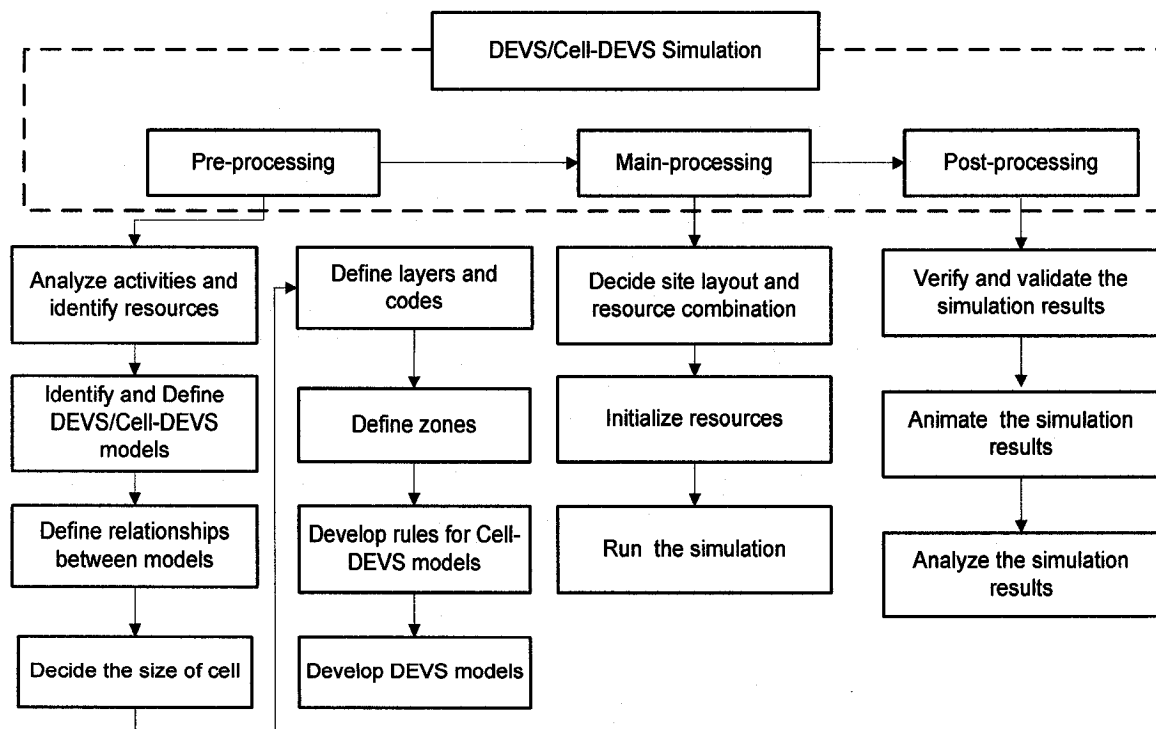 DEVS/Cell-DEVS Simulation
Pre-processing
Main-processing
Post-processing
Analyze activities and
identify resources
Identify and Define
DEVS/Cell-DEVS
models
Define relationships
between models
Decide the size of cell
Define layers and
codes
Define zones
Develop rules for Cell-
DEVS models
Develop DEVS models
Decide site layout and
resource combination
Initialize resources
Run the simulation
Verify and validate the
simulation results
Animate the simulation
results
Analyze the simulation
results